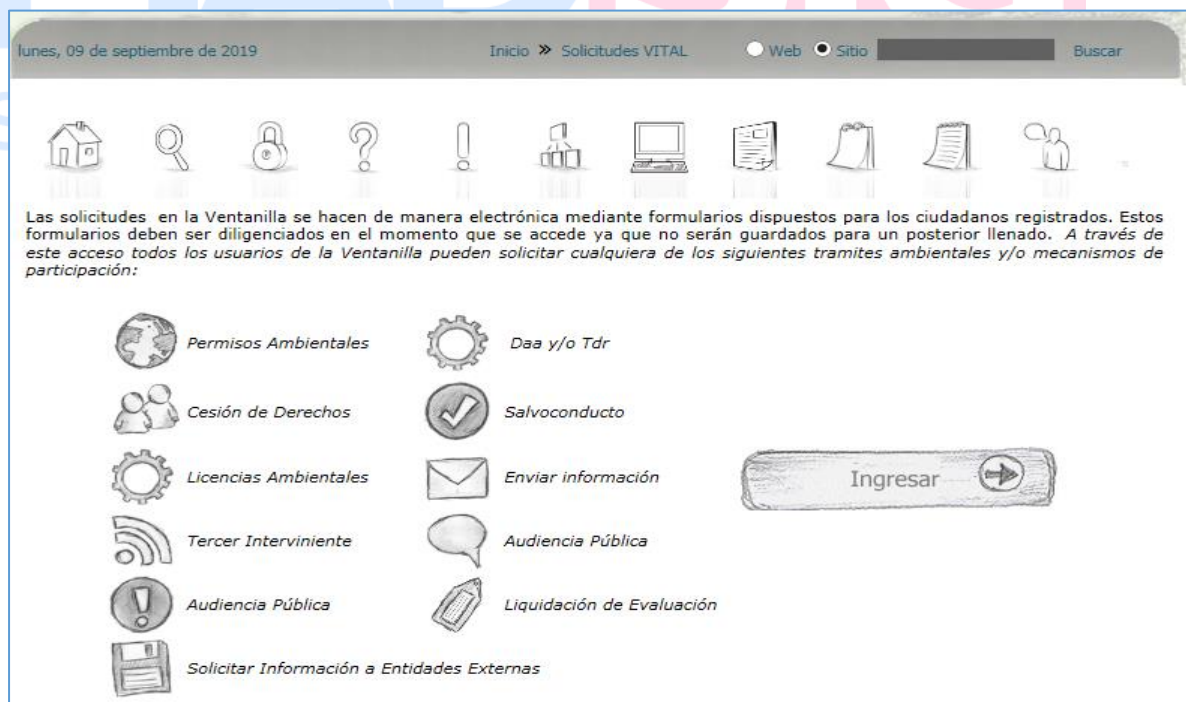 lunes, 09 de septiembre de 2019
Inicio » Solicitudes VITAL
Web
Sitio
Buscar
Las solicitudes en la Ventanilla se hacen de manera electrónica mediante formularios dispuestos para los ciudadanos registrados. Estos
formularios deben ser diligenciados en el momento que se accede ya que no serán guardados para un posterior llenado. A través de
este acceso todos los usuarios de la Ventanilla pueden solicitar cualquiera de los siguientes tramites ambientales y/o mecanismos de
participación:
Permisos Ambientales
Daa y/o Tdr
Cesión de Derechos
Salvoconducto
Licencias Ambientales
Enviar información
Ingresar
Tercer Interviniente
Audiencia Pública
Audiencia Pública
Liquidación de Evaluación
Solicitar Información a Entidades Externas